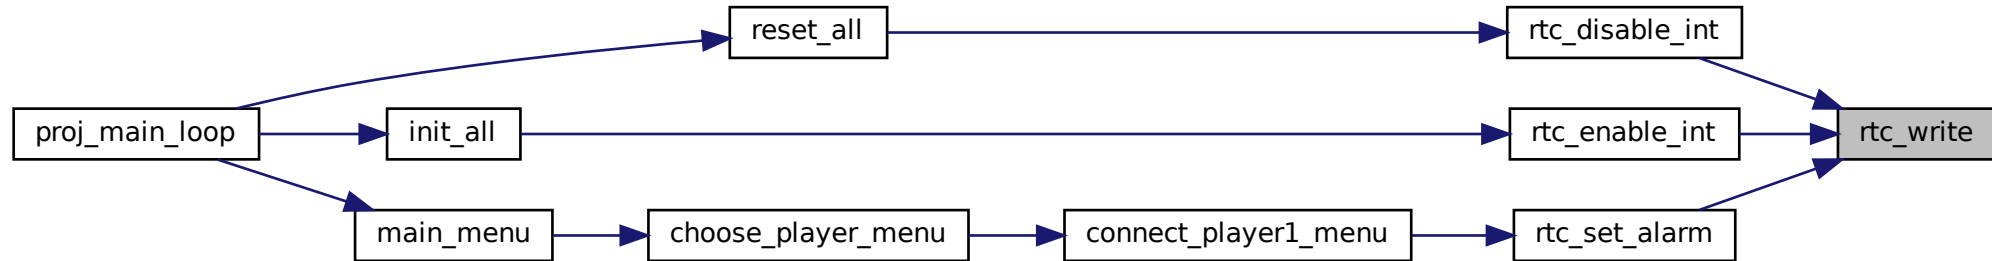 reset_all
rtc_disable_int
proj_main_loop
init_all
rtc_enable_int
rtc_write
main_menu
choose_player_menu
connect_player1_menu
rtc_set_alarm